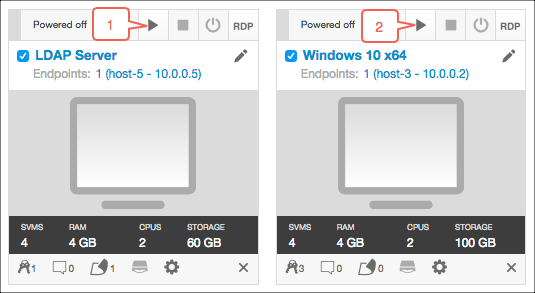 Powered off 1 RDP
LDAP Server
Endpoints: 1 (host-5 - 10.0.0.5)
SVMS RAM CPUS STORAGE
4 4 GB 2 60 GB
1 0 1
Powered off 2 RDP
Windows 10 x64
Endpoints: 1 (host-3 - 10.0.0.2)
SVMS RAM CPUS STORAGE
4 4 GB 2 100 GB
3 0 0